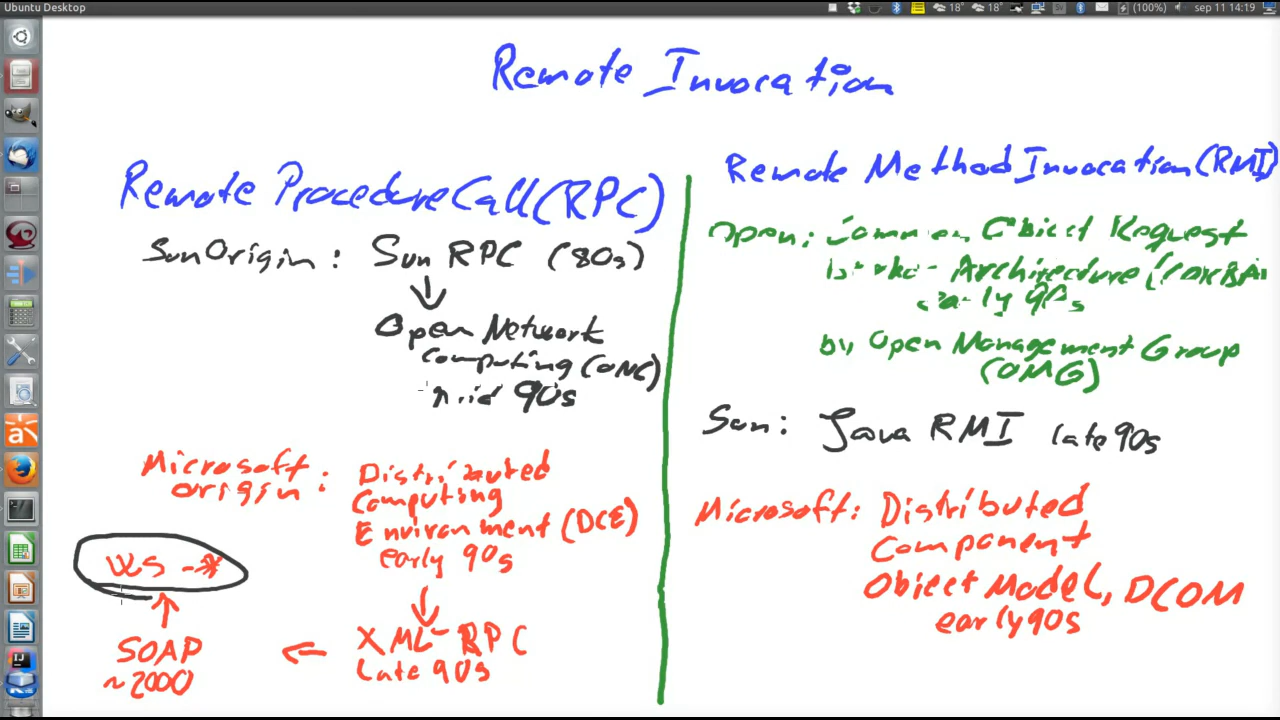 Ubuntu Desktop
18° 18° (100%) sep 11 14:19
Remote Invocation
Remote Procedure Call (RPC)
Sun Origin: Sun RPC (80s)
Open Network
Computing (ONC)
mid 90s
Microsoft
origin:
Distributed
Computing
Environment (DCE)
early 90s
XML-RPC
late 90s
SOAP
~2000
WS-*
Remote Method Invocation (RMI)
Open: Common Object Request
Broker Architecture (CORBA)
early 90s
by Open Management Group
(OMG)
Sun: Java RMI late 90s
Microsoft: Distributed
Component
Object Model, DCOM
early 90s